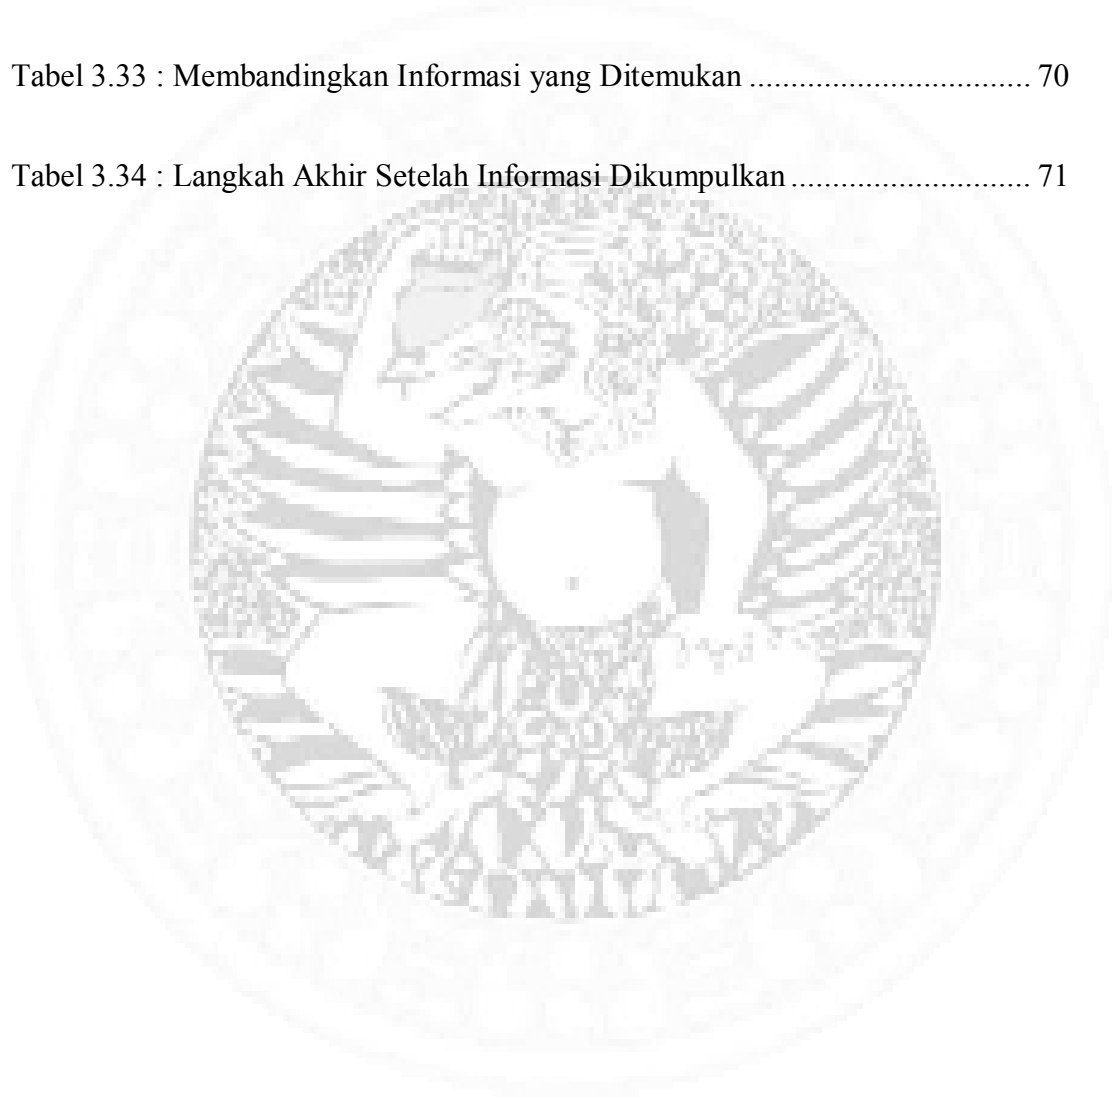 Tabel 3.33 : Membandingkan Informasi yang Ditemukan .................................. 70
Tabel 3.34 : Langkah Akhir Setelah Informasi Dikumpulkan ............................. 71